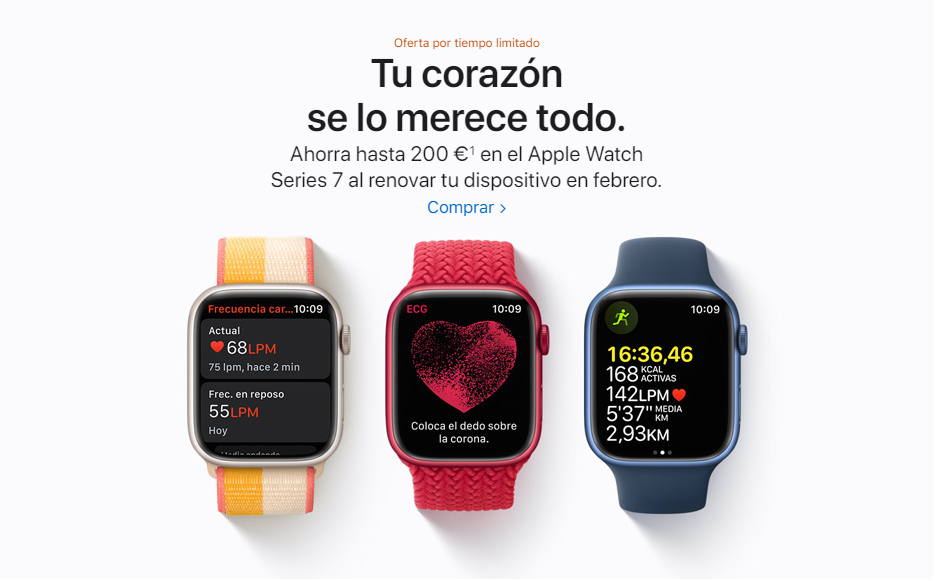 Oferta por tiempo limitado
Tu corazón
se lo merece todo.
Ahorra hasta 200 €¹ en el Apple Watch
Series 7 al renovar tu dispositivo en febrero.
Comprar >
Frecuencia car...10:09
Actual
68LPM
75 lpm, hace 2 min
Frec. en reposo
55LPM
Hoy
ECG 10:09
Coloca el dedo sobre
la corona.
10:09
16:36,46
168 KCAL
ACTIVAS
142LPM
5'37" MEDIA
KM
2,93KM